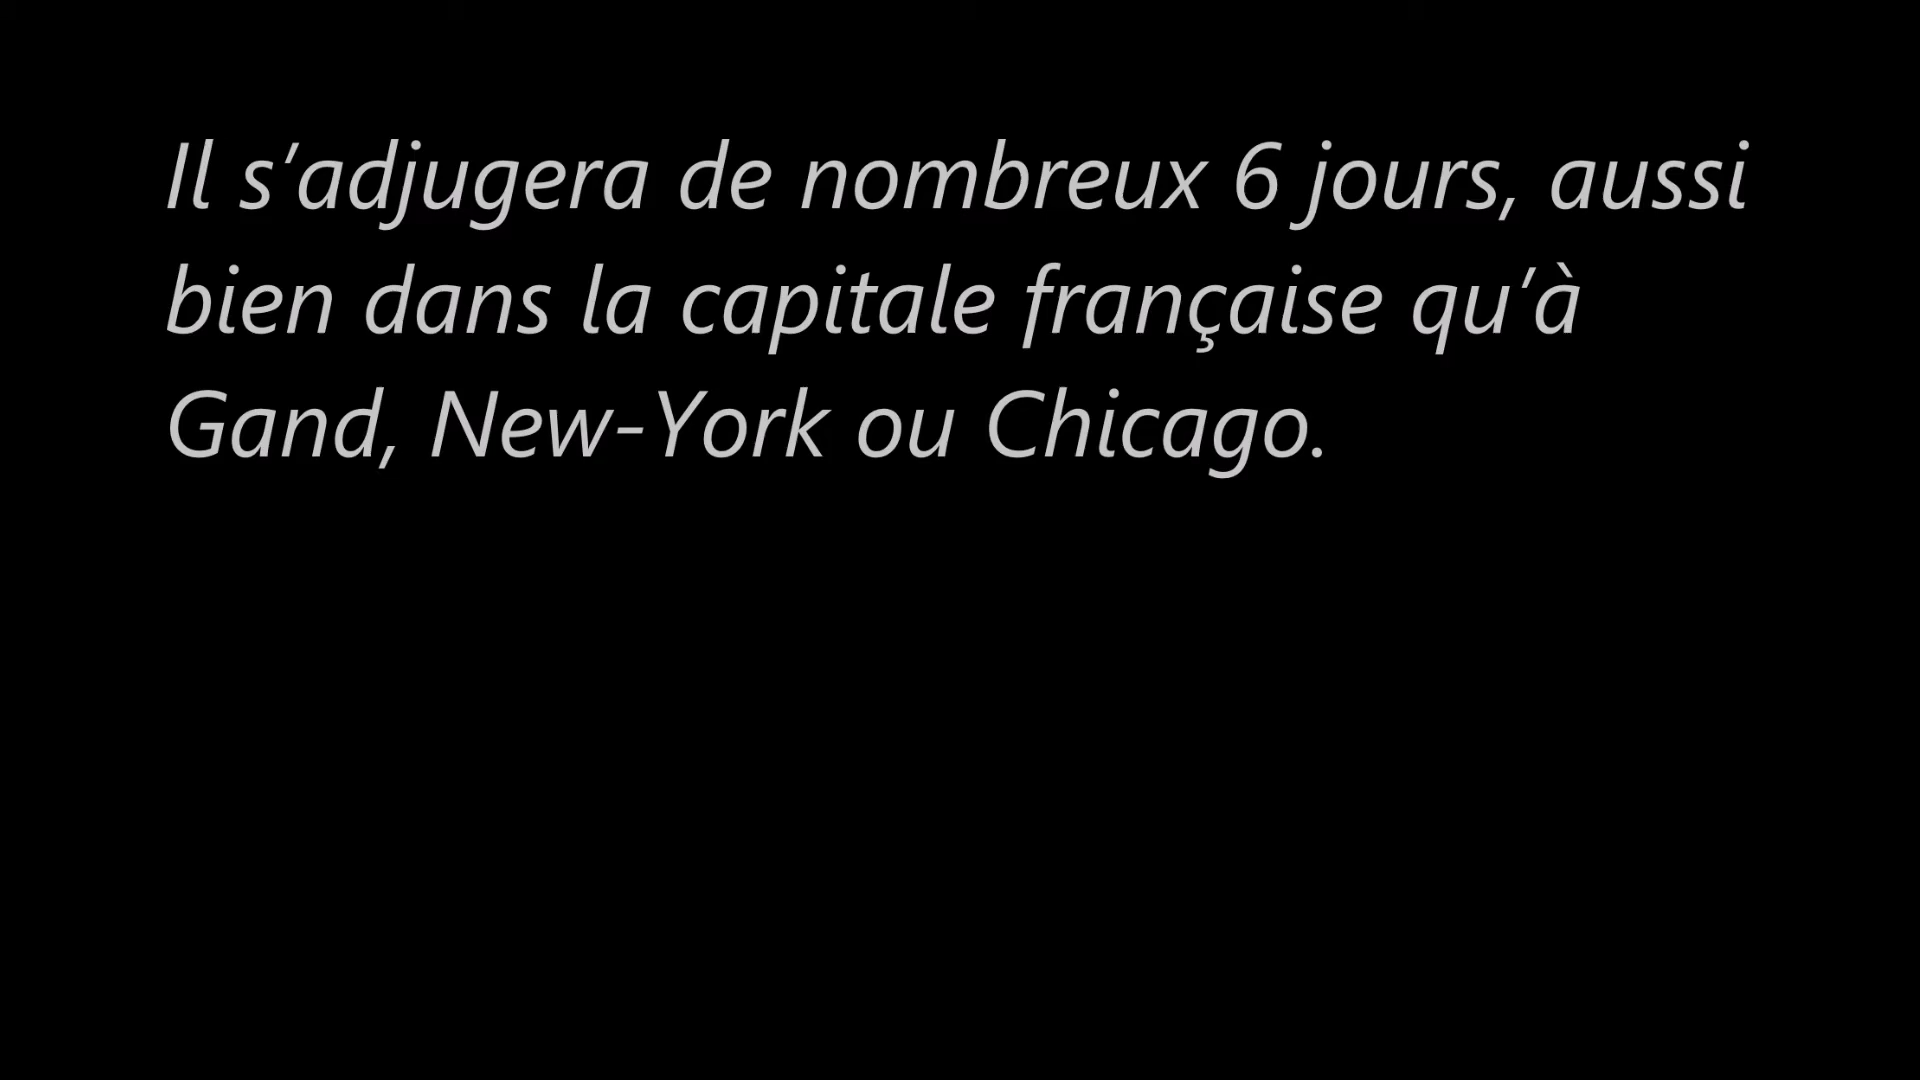 Il s’adjugera de nombreux 6 jours, aussi
bien dans la capitale française qu’à
Gand, New-York ou Chicago.